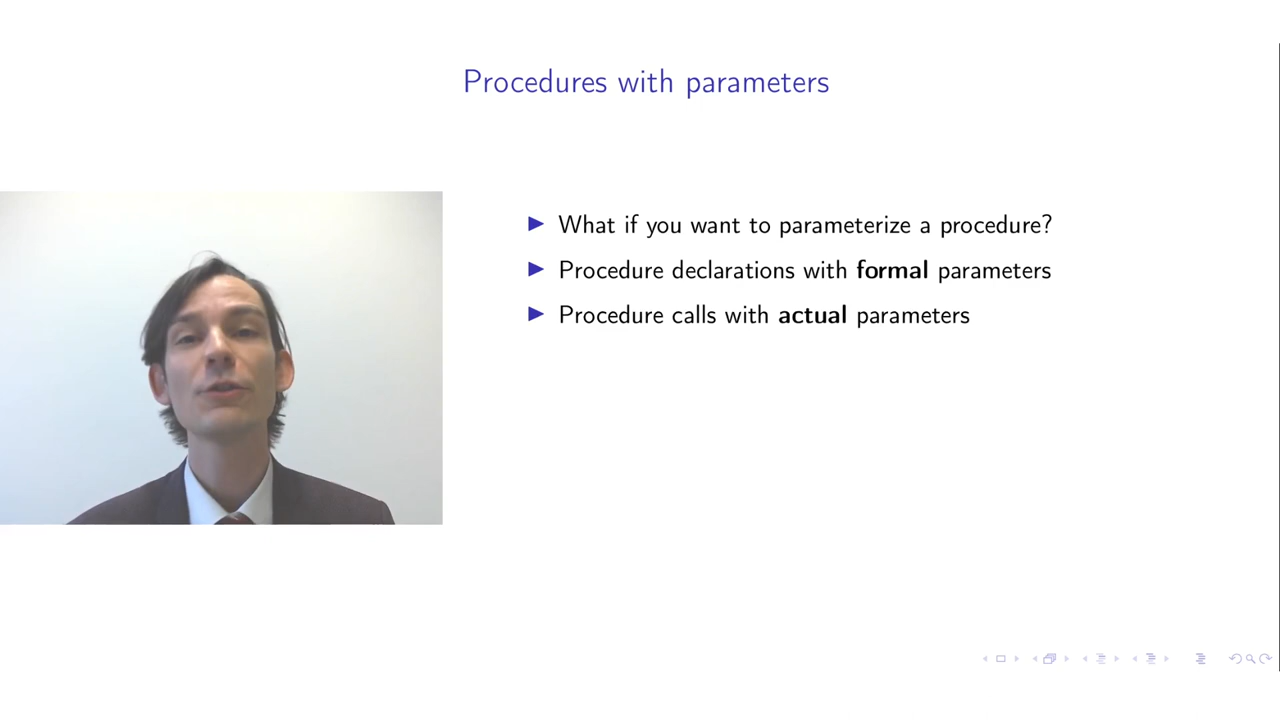 Procedures with parameters
What if you want to parameterize a procedure?
Procedure declarations with formal parameters
Procedure calls with actual parameters